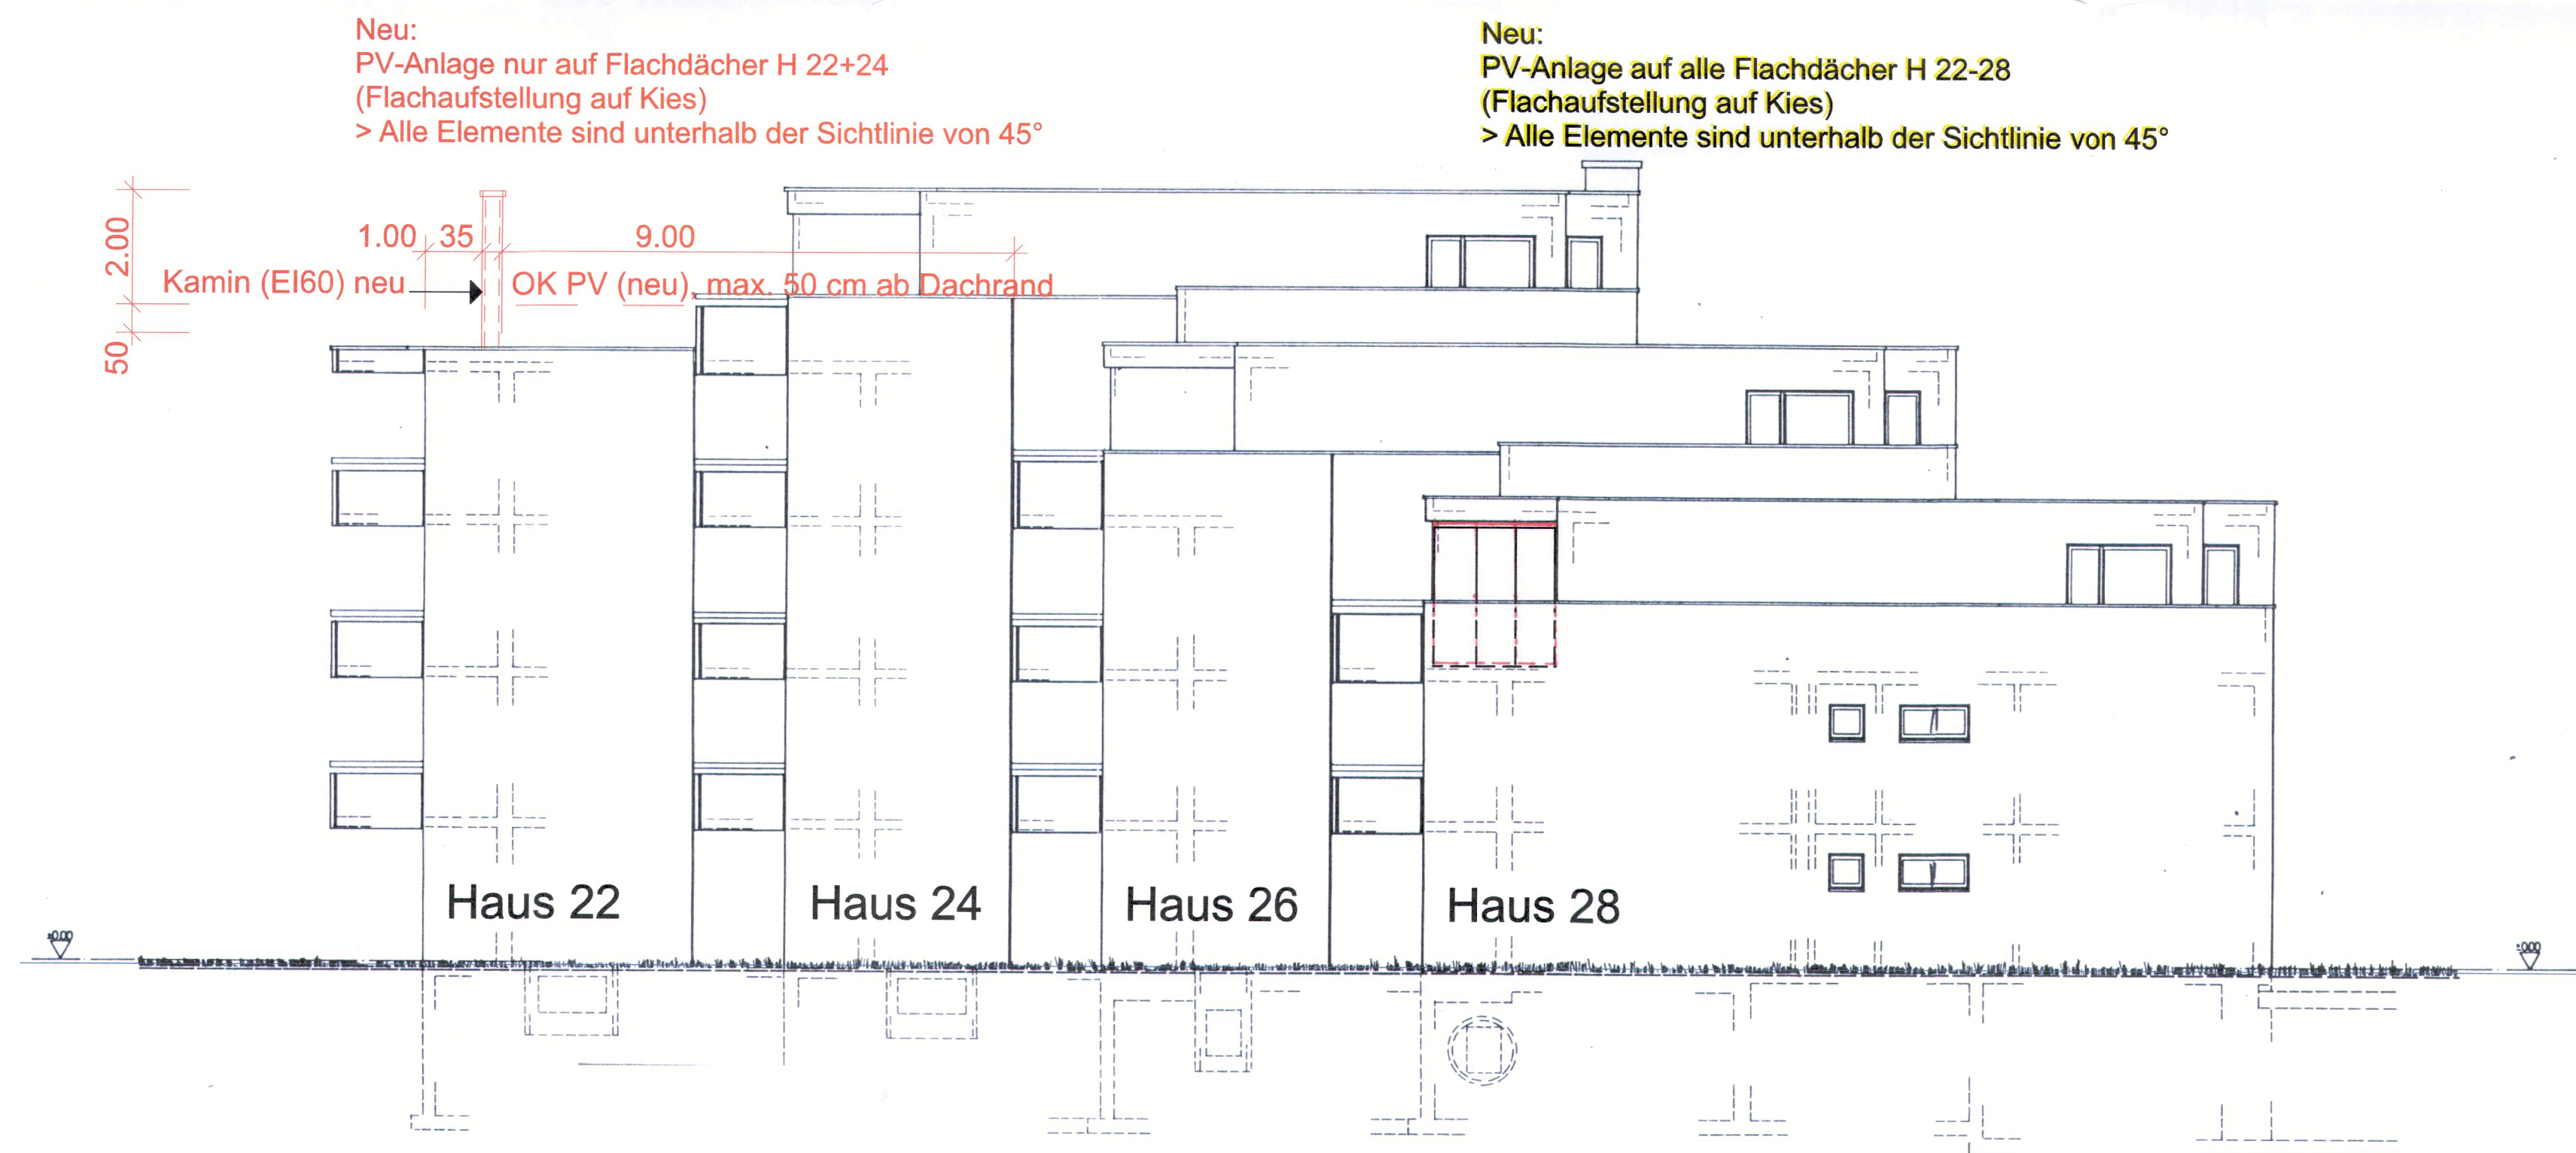 Neu:
PV-Anlage nur auf Flachdächer H 22+24
(Flachaufstellung auf Kies)
> Alle Elemente sind unterhalb der Sichtlinie von 45°
Neu:
PV-Anlage auf alle Flachdächer H 22-28
(Flachaufstellung auf Kies)
> Alle Elemente sind unterhalb der Sichtlinie von 45°
2.00
1.00
35
9.00
Kamin (EI60) neu
OK PV (neu), max. 50 cm ab Dachrand
50
Haus 22
Haus 24
Haus 26
Haus 28
±0.00
±0.00